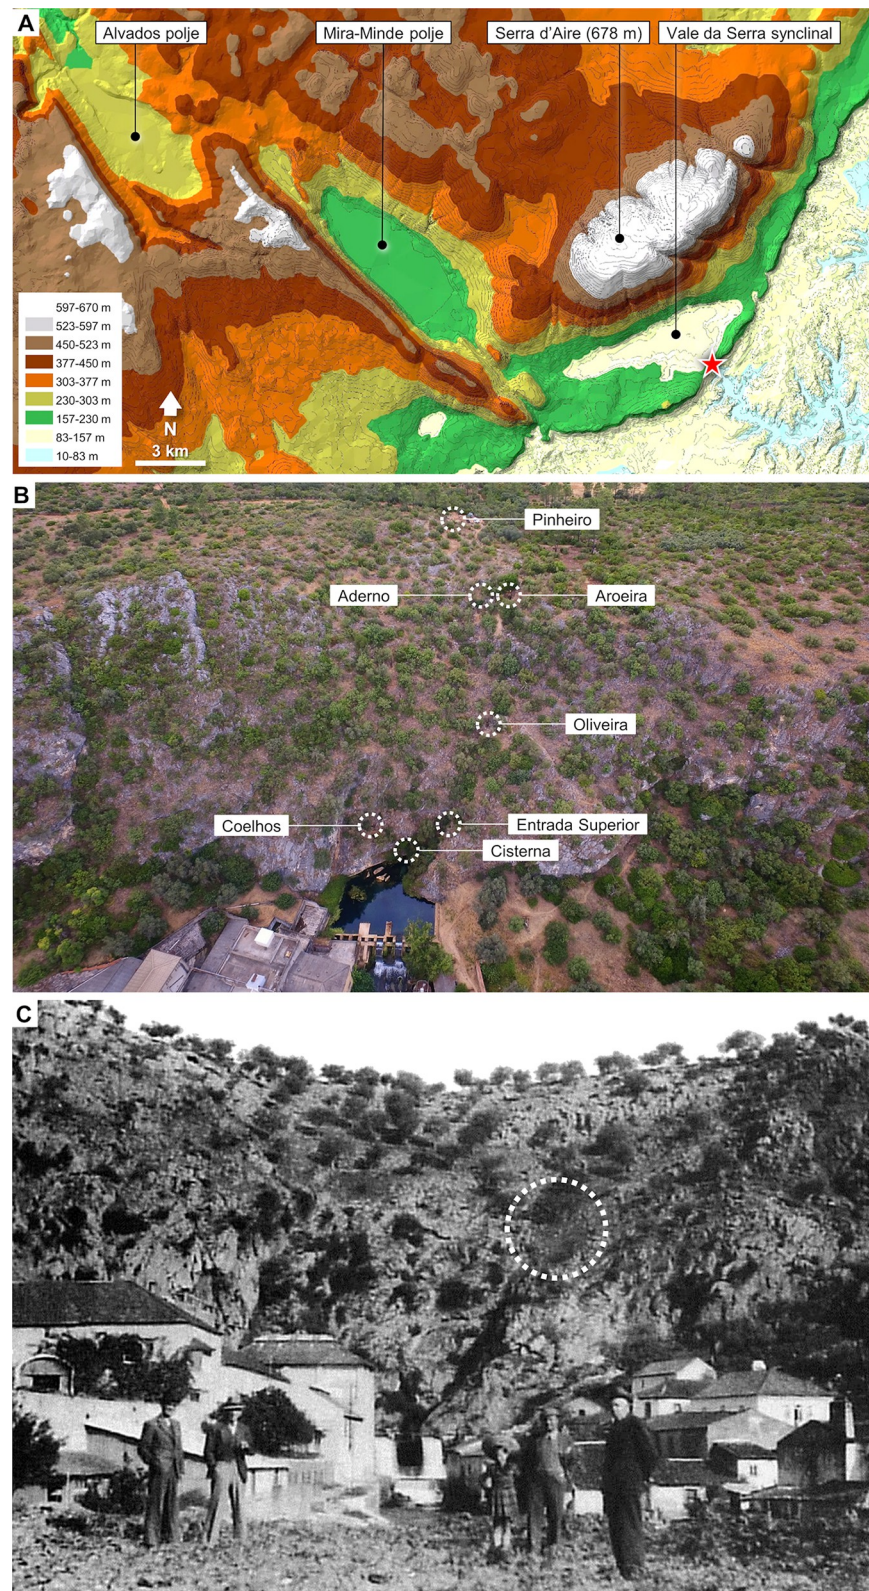 A
Alvados polje
Mira-Minde polje
Serra d’Aire (678 m)
Vale da Serra synclinal
597-670 m
523-597 m
450-523 m
377-450 m
303-377 m
230-303 m
157-230 m
83-157 m
10-83 m
N
3 km
B
Pinheiro
Aderno
Aroeira
Oliveira
Coelhos
Entrada Superior
Cisterna
C